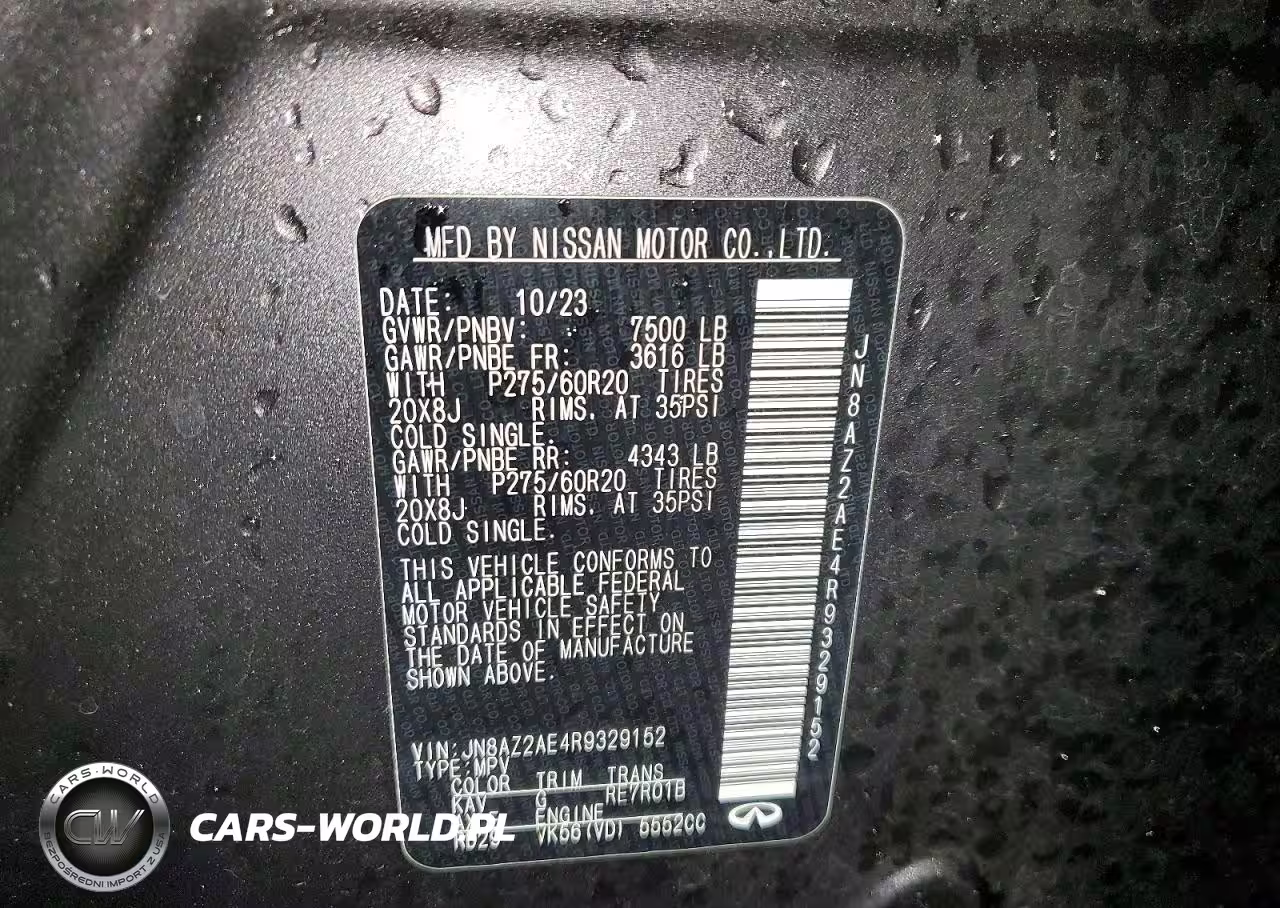 MFD BY NISSAN MOTOR CO.,LTD.
DATE: 10/23
GVWR/PNBV: 7500 LB
GAWR/PNBE FR: 3616 LB
WITH P275/60R20 TIRES
20X8J RIMS. AT 35PSI
COLD SINGLE.
GAWR/PNBE RR: 4343 LB
WITH P275/60R20 TIRES
20X8J RIMS. AT 35PSI
COLD SINGLE.
THIS VEHICLE CONFORMS TO
ALL APPLICABLE FEDERAL
MOTOR VEHICLE SAFETY
STANDARDS IN EFFECT ON
THE DATE OF MANUFACTURE
SHOWN ABOVE.
VIN:JN8AZ2AE4R9329152
TYPE:MPV
COLOR TRIM TRANS
KAV G RE7R01B
ENGINE
VK56(VD) 5552CC
JN8AZ2AE4R9329152
CARS-WORLD
CW
BEZPOŚREDNI IMPORT Z USA
CARS-WORLD.PL